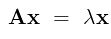 Ax = λx